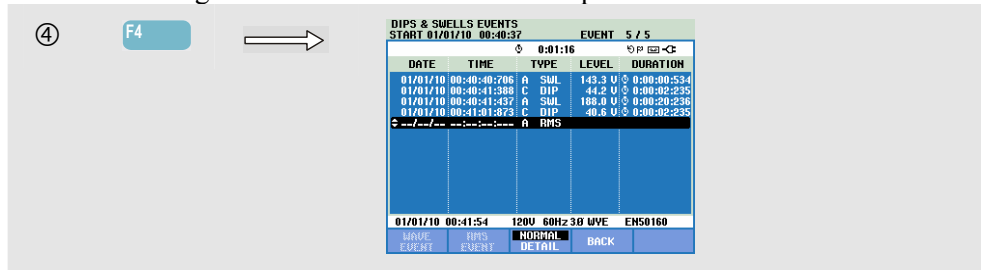 ④ F4
DIPS & SWELLS EVENTS
START 01/01/10 00:40:37 EVENT 5 / 5
0:01:16
DATE TIME TYPE LEVEL DURATION
01/01/10 00:40:40:706 A SWL 143.3 V 0:00:00:534
01/01/10 00:40:41:388 C DIP 44.2 V 0:00:02:235
01/01/10 00:40:41:437 A SWL 188.0 V 0:00:20:236
01/01/10 00:41:01:873 C DIP 40.6 V 0:00:02:235
--/--/-- --:--:--:--- A RMS
01/01/10 00:41:54 120V 60Hz 3Ø WYE EN50160
WAVE EVENT RMS EVENT NORMAL DETAIL BACK